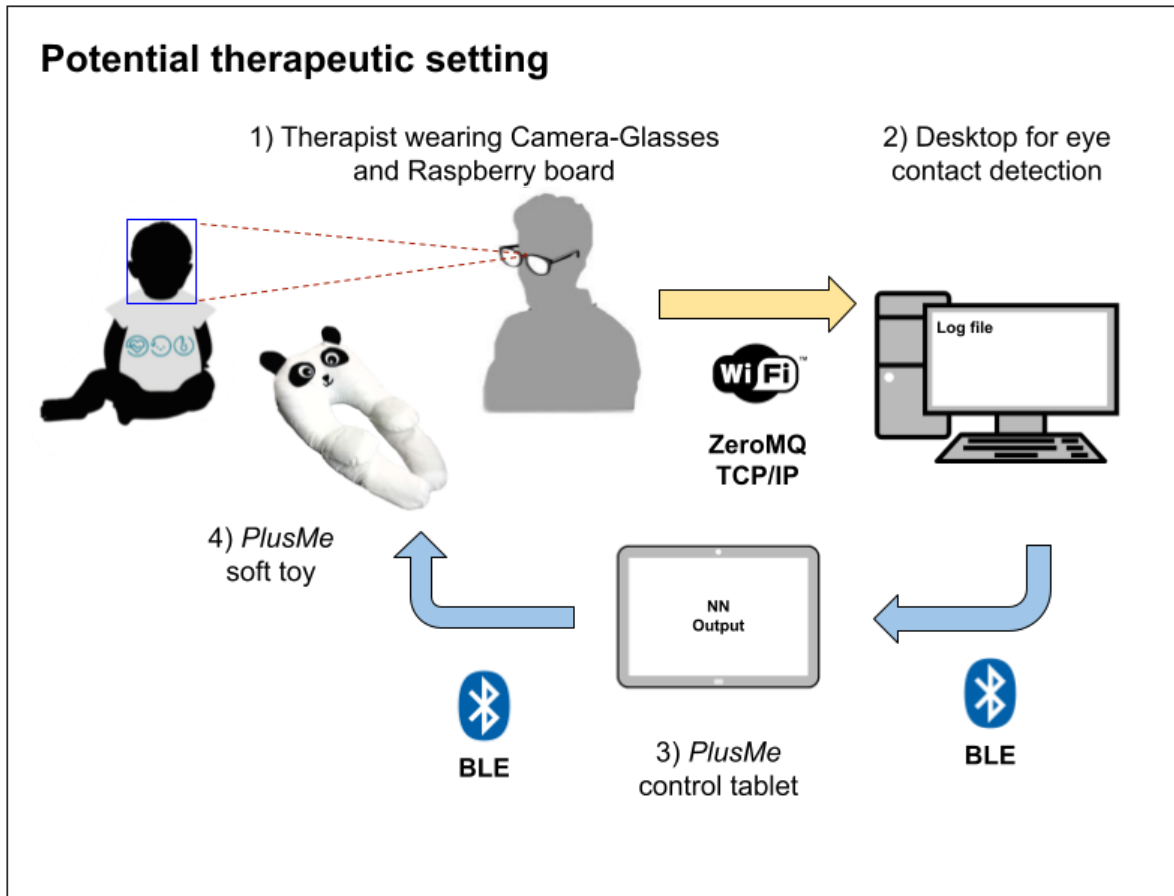 Potential therapeutic setting
1) Therapist wearing Camera-Glasses
and Raspberry board
2) Desktop for eye
contact detection
Log file
WiFi™
ZeroMQ
TCP/IP
4) PlusMe
soft toy
NN
Output
BLE
3) PlusMe
control tablet
BLE